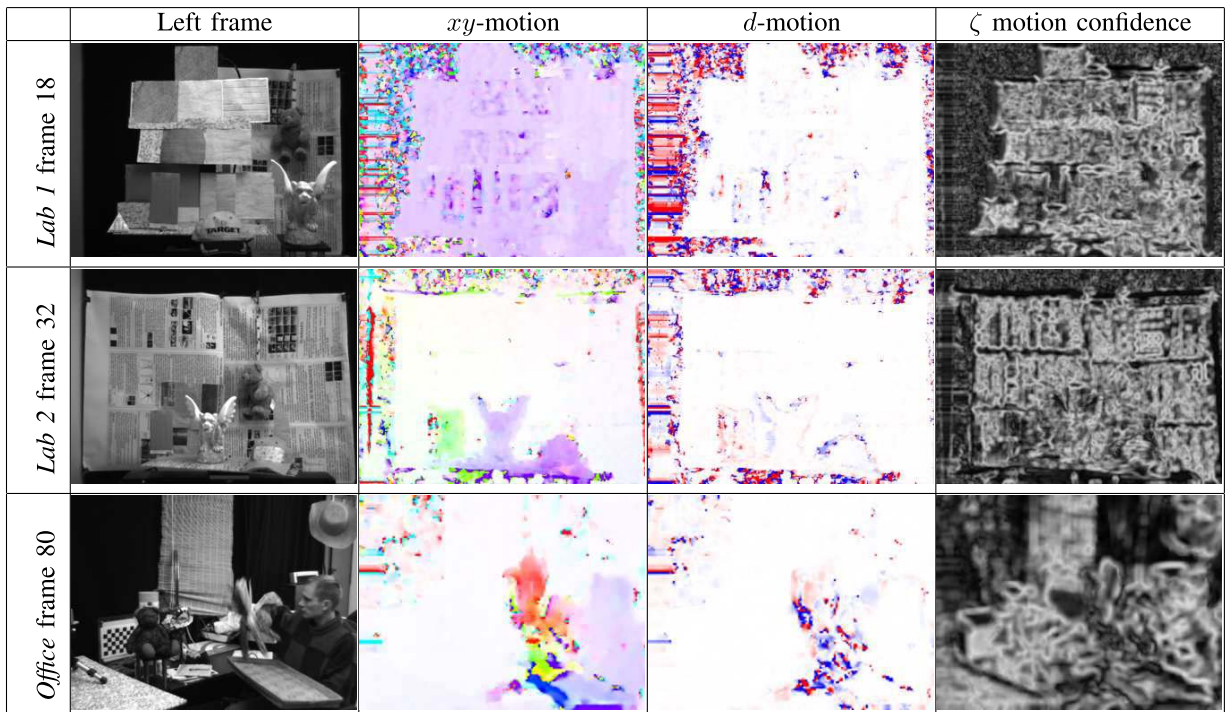 Left frame
xy-motion
d-motion
ζ motion confidence
Lab 1 frame 18
TARGET
Lab 2 frame 32
Office frame 80